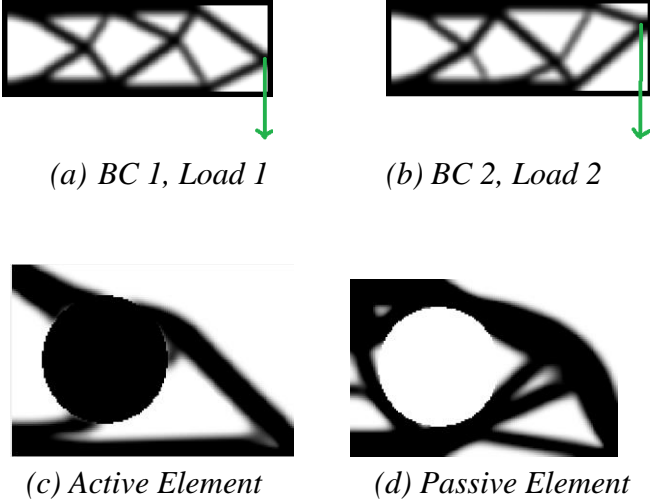 (a) BC 1, Load 1
(b) BC 2, Load 2
(c) Active Element
(d) Passive Element